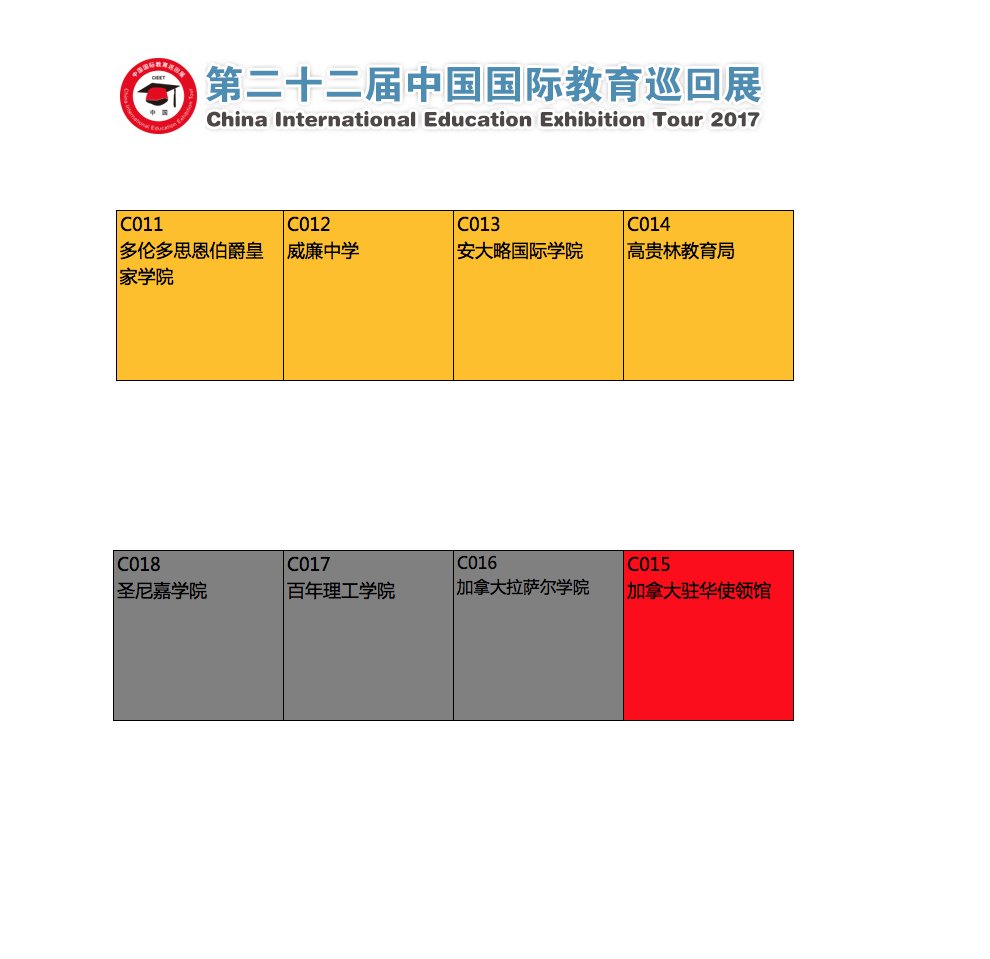 中国国际教育巡回展
CIEET
中 国
China International Education Exhibition Tour
第二十二届中国国际教育巡回展
China International Education Exhibition Tour 2017
C011
多伦多思恩伯爵皇
家学院
C012
威廉中学
C013
安大略国际学院
C014
高贵林教育局
C018
圣尼嘉学院
C017
百年理工学院
C016
加拿大拉萨尔学院
C015
加拿大驻华使领馆